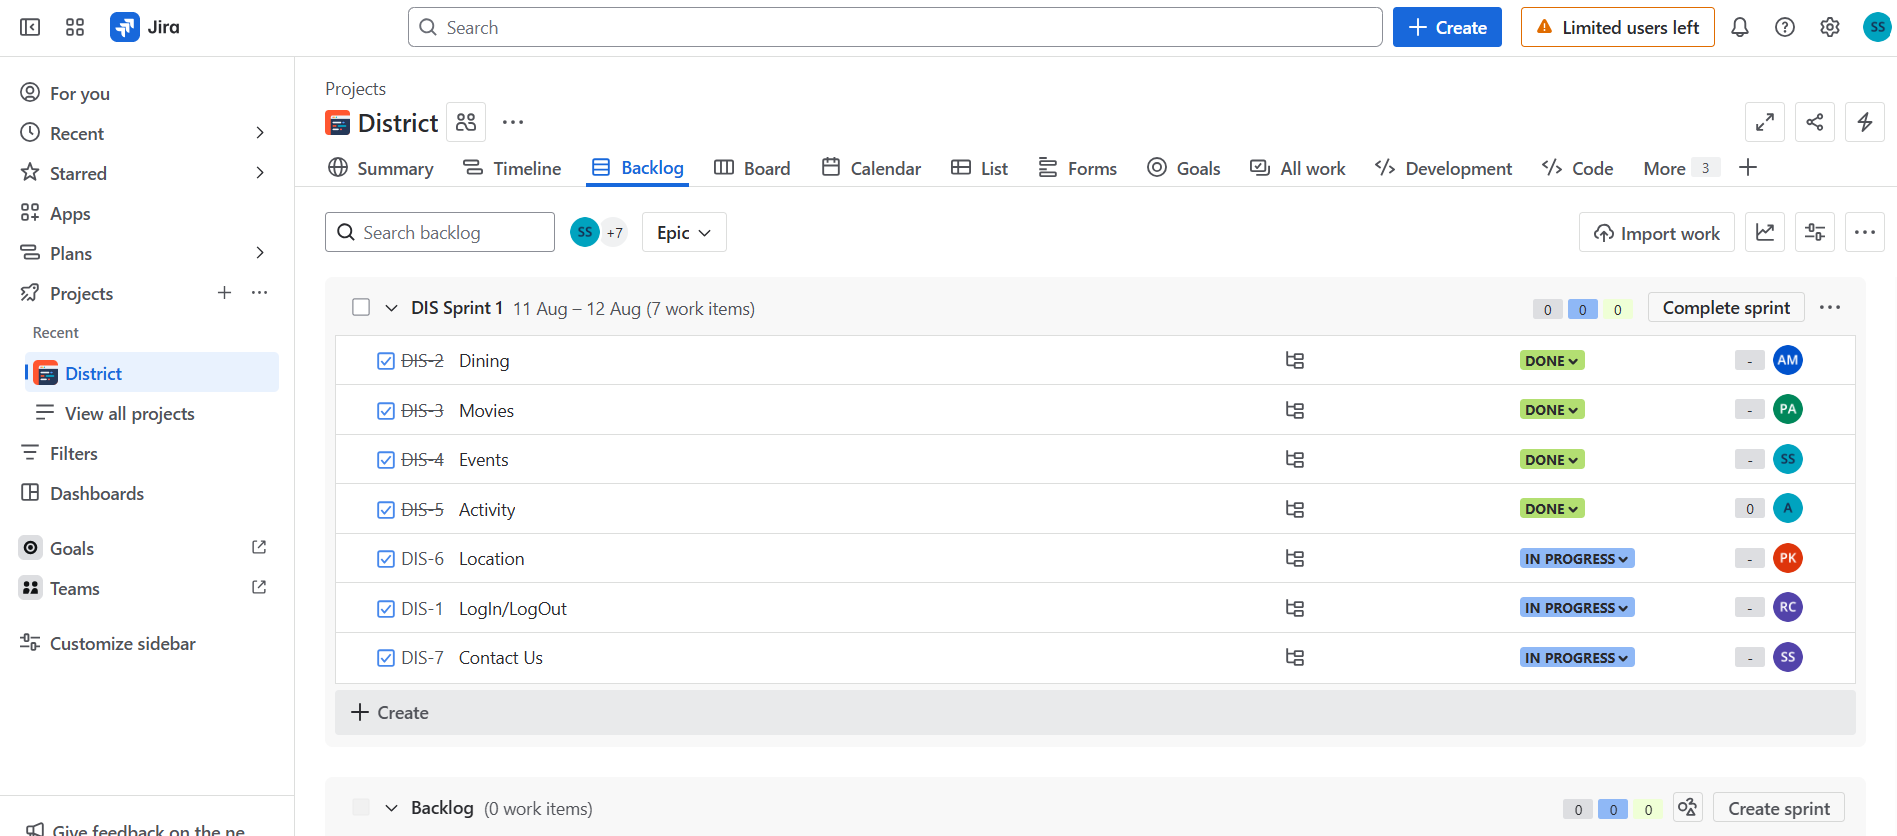 Jira
Search
Create
Limited users left
SS
For you
Recent
Starred
Apps
Plans
Projects
Recent
District
View all projects
Filters
Dashboards
Goals
Teams
Customize sidebar
Give feedback on the ne
Projects
District
Summary
Timeline
Backlog
Board
Calendar
List
Forms
Goals
All work
Development
Code
More 3
Search backlog
SS +7
Epic
Import work
DIS Sprint 1 11 Aug – 12 Aug (7 work items) 0 0 0 Complete sprint
DIS-2 Dining DONE - AM
DIS-3 Movies DONE - PA
DIS-4 Events DONE - SS
DIS-5 Activity DONE 0 A
DIS-6 Location IN PROGRESS - PK
DIS-1 LogIn/LogOut IN PROGRESS - RC
DIS-7 Contact Us IN PROGRESS - SS
Create
Backlog (0 work items) 0 0 0 Create sprint